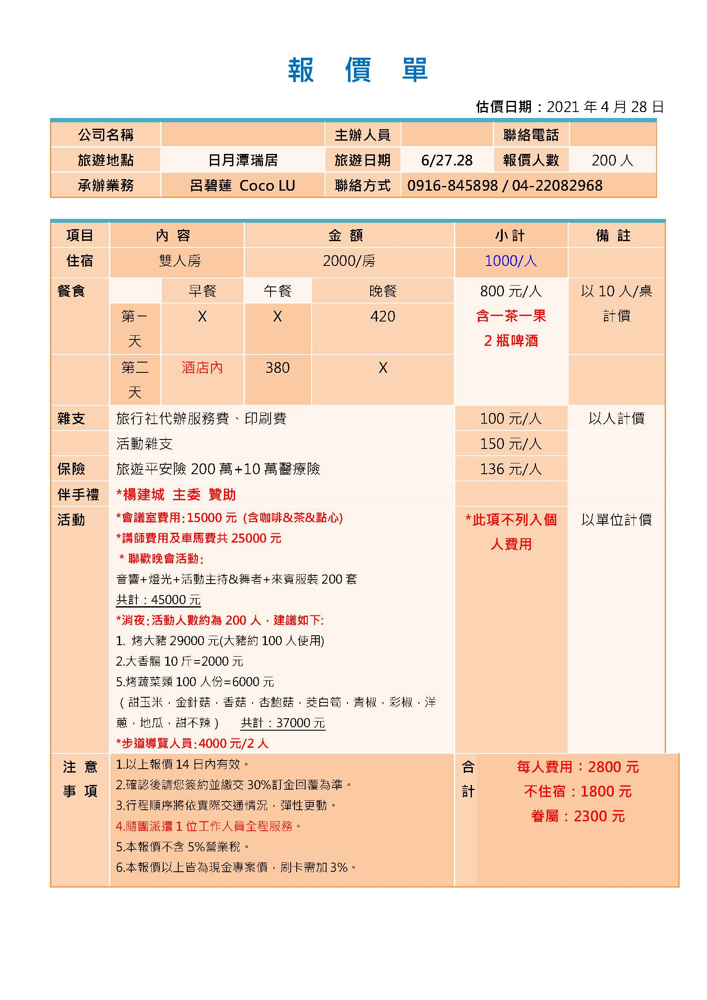 報 價 單
估價日期：2021 年 4 月 28 日
公司名稱 主辦人員 聯絡電話
旅遊地點 日月潭瑞居 旅遊日期 6/27.28 報價人數 200 人
承辦業務 呂碧蓮 Coco LU 聯絡方式 0916-845898 / 04-22082968
項目 內 容 金 額 小計 備 註
住宿 雙人房 2000/房 1000/人
餐食 早餐 午餐 晚餐 800 元/人 以 10 人/桌
第一 X X 420 含一茶一果 計價
天 2 瓶啤酒
第二 酒店內 380 X
天
雜支 旅行社代辦服務費、印刷費 100 元/人 以人計價
活動雜支 150 元/人
保險 旅遊平安險 200 萬+10 萬醫療險 136 元/人
伴手禮 *楊建城 主委 贊助
活動 *會議室費用:15000 元 (含咖啡&茶&點心) *此項不列入個 以單位計價
*講師費用及車馬費共 25000 元 人費用
* 聯歡晚會活動:
音響+燈光+活動主持&舞者+來賓服裝 200 套
共計：45000 元
*消夜:活動人數約為 200 人，建議如下:
1. 烤大豬 29000 元(大豬約 100 人使用)
2.大香腸 10 斤=2000 元
5.烤蔬菜類 100 人份=6000 元
（甜玉米，金針菇，香菇，杏鮑菇，茭白筍，青椒，彩椒，洋
蔥，地瓜，甜不辣） 共計：37000 元
*步道導覽人員:4000 元/2 人
注 意 1.以上報價 14 日內有效。 合 每人費用：2800 元
事 項 2.確認後請您簽約並繳交 30%訂金回覆為準。 計 不住宿：1800 元
3.行程順序將依實際交通情況，彈性更動。 眷屬：2300 元
4.隨團派遣 1 位工作人員全程服務。
5.本報價不含 5%營業稅。
6.本報價以上皆為現金專案價，刷卡需加 3%。